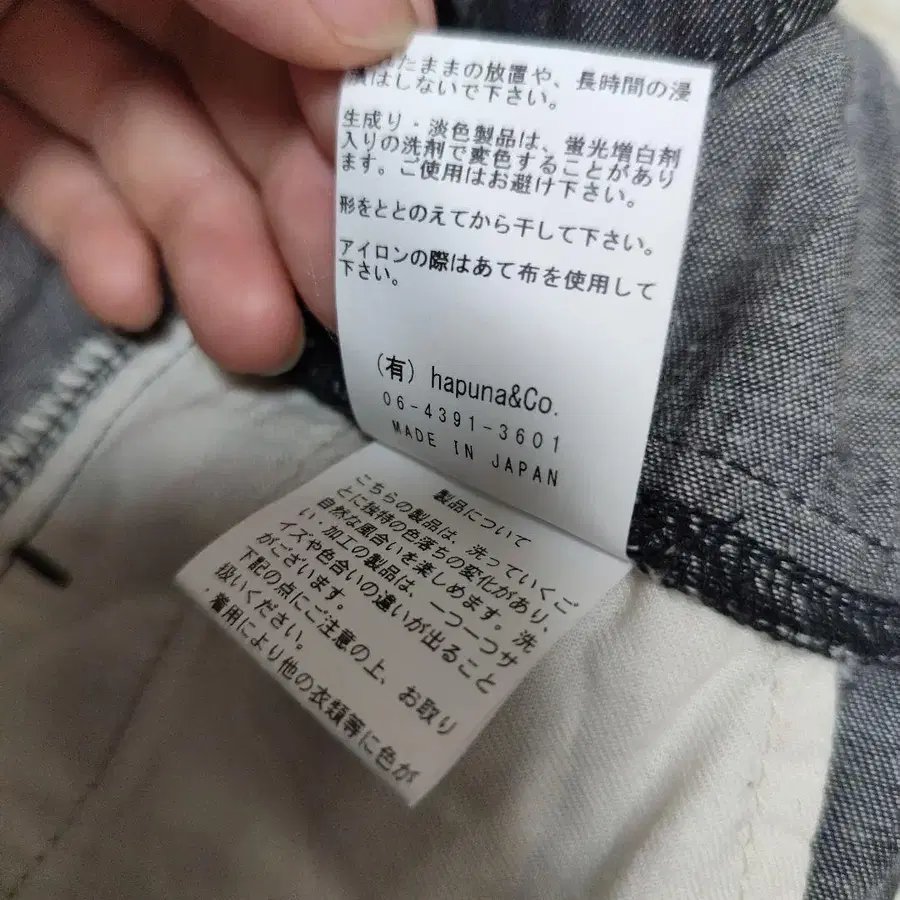 たままの放置や、長時間の浸
漬はしないで下さい。
生成り・淡色製品は、蛍光増白剤
入りの洗剤で変色することがあり
ます。ご使用はお避け下さい。
形をととのえてから干して下さい。
アイロンの際はあて布を使用して
下さい。
(有) hapuna&Co.
06-4391-3601
MADE IN JAPAN
製品について
こちらの製品は、洗っていくご
とに独特の色落ちの変化があり、
自然な風合いを楽しめます。洗
い・加工の製品は、一つ一つサ
イズや色合いの違いが出ること
がございます。
下記の点にご注意の上、お取り
扱いください。
着用により他の衣類等に色が